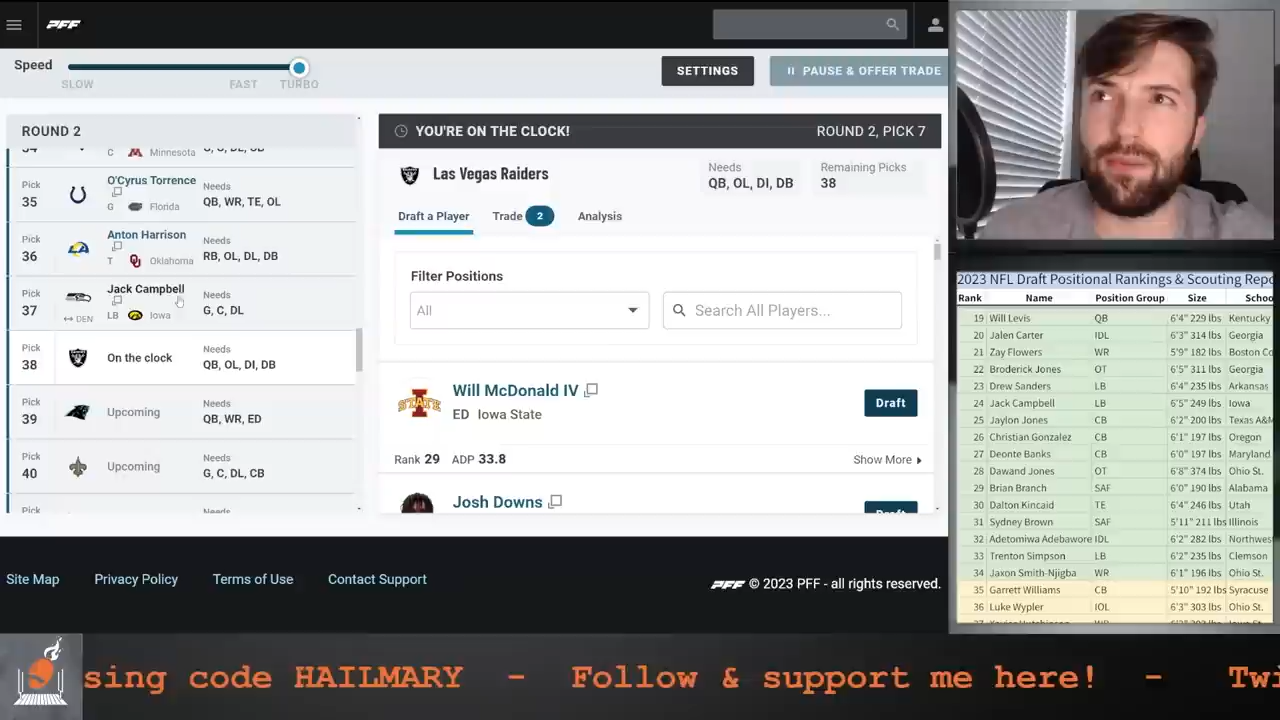 PFF
Speed
SLOW
FAST
TURBO
SETTINGS
PAUSE & OFFER TRADE
ROUND 2
C Minnesota G, C, DL, CB
Pick
35
O'Cyrus Torrence
G Florida
Needs
QB, WR, TE, OL
Pick
36
Anton Harrison
T Oklahoma
Needs
RB, OL, DL, DB
Pick
37
↔ DEN
Jack Campbell
LB Iowa
Needs
G, C, DL
Pick
38
On the clock
Needs
QB, OL, DI, DB
Pick
39
Upcoming
Needs
QB, WR, ED
Pick
40
Upcoming
Needs
G, C, DL, CB
Pick
Needs
YOU'RE ON THE CLOCK!
ROUND 2, PICK 7
Las Vegas Raiders
Needs
QB, OL, DI, DB
Remaining Picks
38
Draft a Player
Trade 2
Analysis
Filter Positions
All
Search All Players...
STATE
Will McDonald IV
ED Iowa State
Draft
Rank 29 ADP 33.8
Show More
Josh Downs
Draft
Site Map
Privacy Policy
Terms of Use
Contact Support
PFF © 2023 PFF - all rights reserved.
2023 NFL Draft Positional Rankings & Scouting Repo
Rank Name Position Group Size Schoo
19 Will Levis QB 6'4" 229 lbs Kentucky
20 Jalen Carter IDL 6'3" 314 lbs Georgia
21 Zay Flowers WR 5'9" 182 lbs Boston Co
22 Broderick Jones OT 6'5" 311 lbs Georgia
23 Drew Sanders LB 6'4" 235 lbs Arkansas
24 Jack Campbell LB 6'5" 249 lbs Iowa
25 Jaylon Jones CB 6'2" 200 lbs Texas A&M
26 Christian Gonzalez CB 6'1" 197 lbs Oregon
27 Deonte Banks CB 6'0" 197 lbs Maryland
28 Dawand Jones OT 6'8" 374 lbs Ohio St.
29 Brian Branch SAF 6'0" 190 lbs Alabama
30 Dalton Kincaid TE 6'4" 246 lbs Utah
31 Sydney Brown SAF 5'11" 211 lbs Illinois
32 Adetomiwa Adebawore IDL 6'2" 282 lbs Northwes
33 Trenton Simpson LB 6'2" 235 lbs Clemson
34 Jaxon Smith-Njigba WR 6'1" 196 lbs Ohio St.
35 Garrett Williams CB 5'10" 192 lbs Syracuse
36 Luke Wypler IOL 6'3" 303 lbs Ohio St.
sing code HAILMARY - Follow & support me here! - Twi